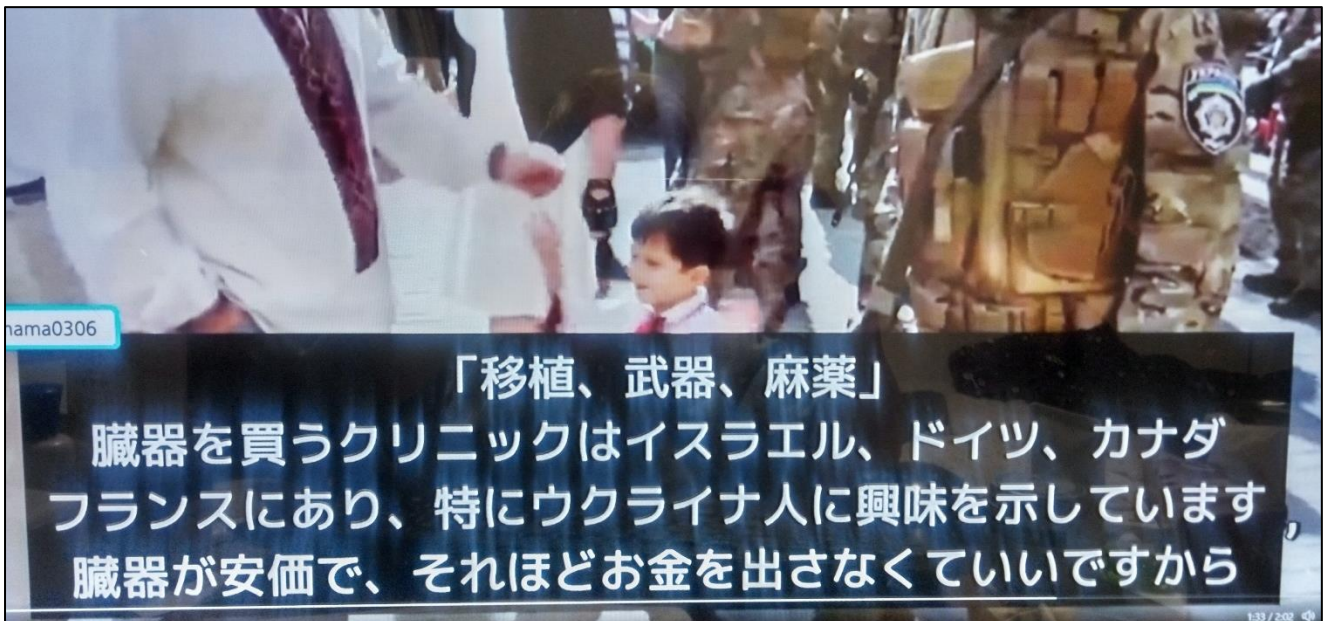 УКРАЇНА
nama0306
「移植、武器、麻薬」
臓器を買うクリニックはイスラエル、ドイツ、カナダ
フランスにあり、特にウクライナ人に興味を示しています
臓器が安価で、それほどお金を出さなくていいですから
1:33 / 2:02